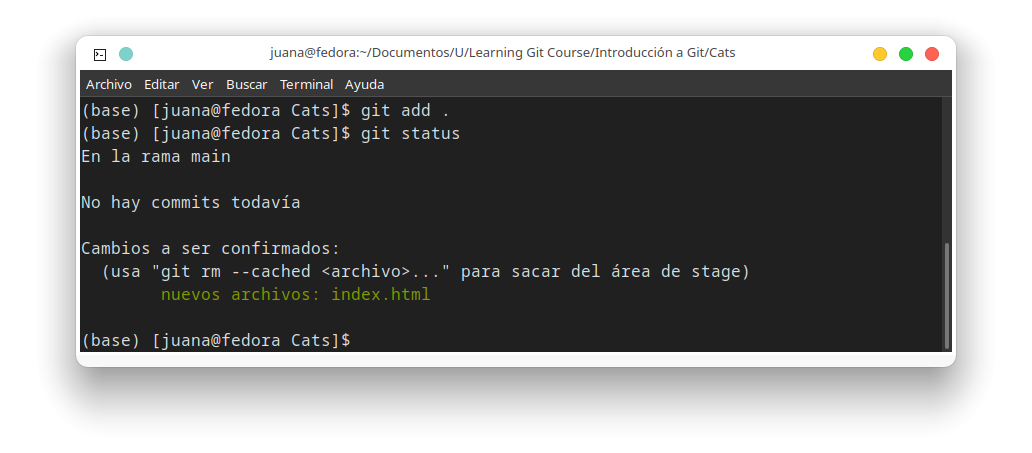 juana@fedora:~/Documentos/U/Learning Git Course/Introducción a Git/Cats
Archivo Editar Ver Buscar Terminal Ayuda
(base) [juana@fedora Cats]$ git add .
(base) [juana@fedora Cats]$ git status
En la rama main
No hay commits todavía
Cambios a ser confirmados:
  (usa "git rm --cached <archivo>..." para sacar del área de stage)
        nuevos archivos: index.html
(base) [juana@fedora Cats]$